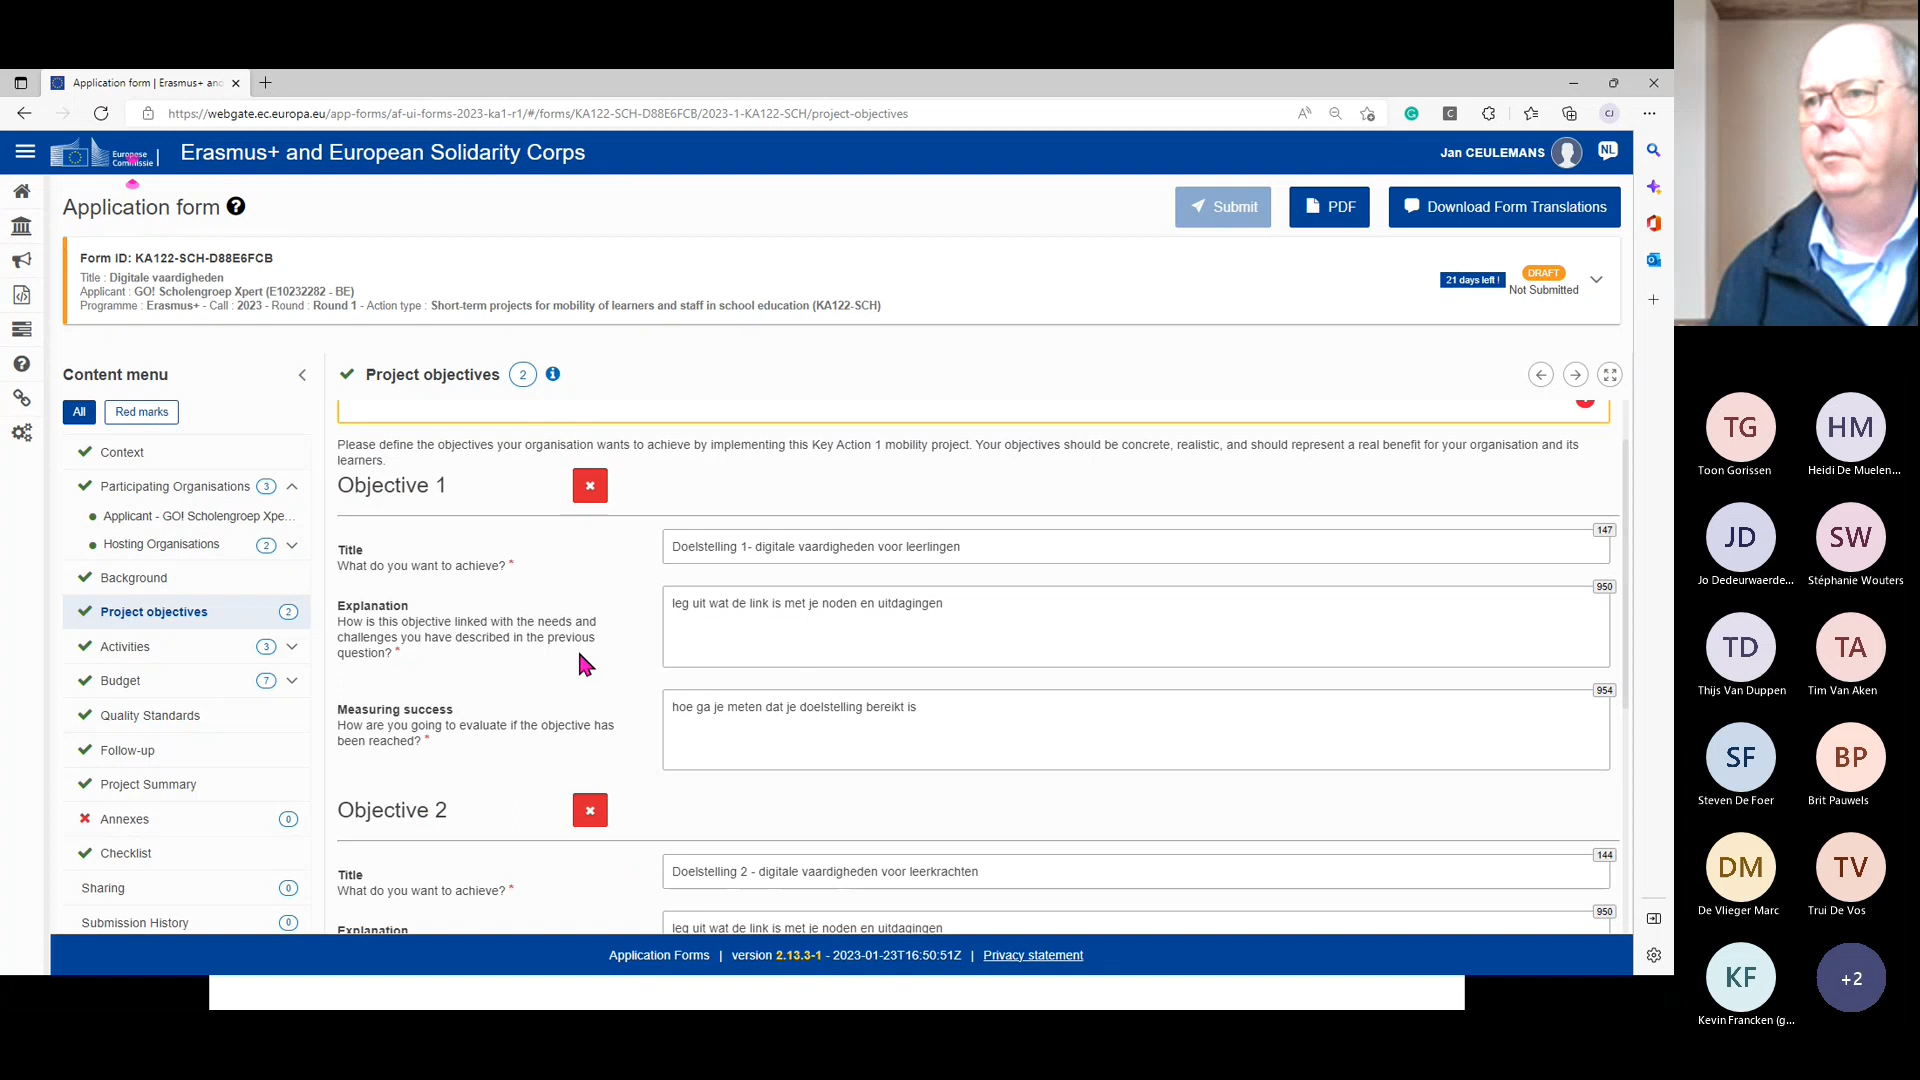 Application form | Erasmus+ and
https://webgate.ec.europa.eu/app-forms/af-ui-forms-2023-ka1-r1/#/forms/KA122-SCH-D88E6FCB/2023-1-KA122-SCH/project-objectives
CJ
Europese
Commissie
Erasmus+ and European Solidarity Corps
Jan CEULEMANS
NL
Application form
Submit
PDF
Download Form Translations
Form ID: KA122-SCH-D88E6FCB
Title : Digitale vaardigheden
Applicant : GO! Scholengroep Xpert (E10232282 - BE)
Programme : Erasmus+ - Call : 2023 - Round : Round 1 - Action type : Short-term projects for mobility of learners and staff in school education (KA122-SCH)
21 days left !
DRAFT
Not Submitted
Content menu
All
Red marks
Context
Participating Organisations 3
Applicant - GO! Scholengroep Xpe...
Hosting Organisations 2
Background
Project objectives 2
Activities 3
Budget 7
Quality Standards
Follow-up
Project Summary
Annexes 0
Checklist
Sharing 0
Submission History 0
Project objectives 2
Please define the objectives your organisation wants to achieve by implementing this Key Action 1 mobility project. Your objectives should be concrete, realistic, and should represent a real benefit for your organisation and its
learners.
Objective 1
Title
What do you want to achieve? *
147
Doelstelling 1- digitale vaardigheden voor leerlingen
Explanation
How is this objective linked with the needs and
challenges you have described in the previous
question? *
950
leg uit wat de link is met je noden en uitdagingen
Measuring success
How are you going to evaluate if the objective has
been reached? *
954
hoe ga je meten dat je doelstelling bereikt is
Objective 2
Title
What do you want to achieve? *
144
Doelstelling 2 - digitale vaardigheden voor leerkrachten
Explanation
950
leg uit wat de link is met je noden en uitdagingen
Application Forms | version 2.13.3-1 - 2023-01-23T16:50:51Z | Privacy statement
TG
Toon Gorissen
HM
Heidi De Muelen...
JD
Jo Dedeurwaerde...
SW
Stéphanie Wouters
TD
Thijs Van Duppen
TA
Tim Van Aken
SF
Steven De Foer
BP
Brit Pauwels
DM
De Vlieger Marc
TV
Trui De Vos
KF
Kevin Francken (g...
+2